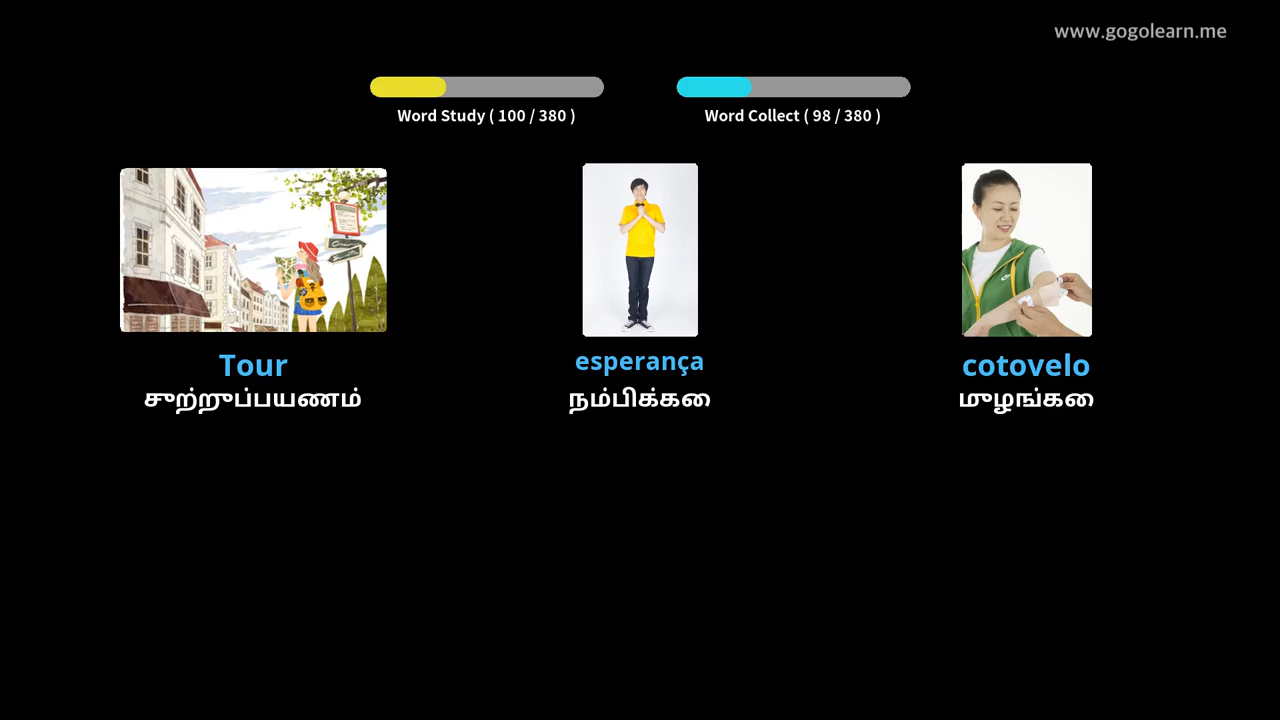 www.gogolearn.me
Word Study ( 100 / 380 )
Word Collect ( 98 / 380 )
Tour
சுற்றுப்பயணம்
esperança
நம்பிக்கை
cotovelo
முழங்கை